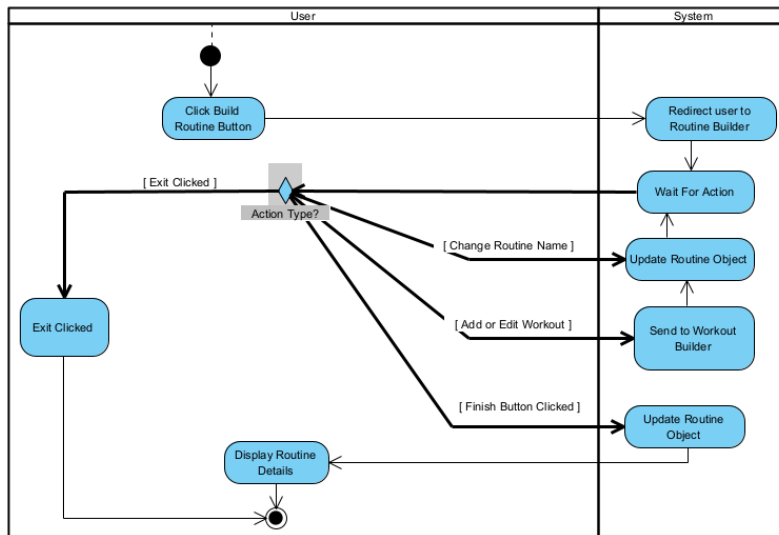 User
System
Click Build
Routine Button
Redirect user to
Routine Builder
[ Exit Clicked ]
Wait For Action
Action Type?
[ Change Routine Name ]
Update Routine Object
Exit Clicked
[ Add or Edit Workout ]
Send to Workout
Builder
[ Finish Button Clicked ]
Update Routine
Object
Display Routine
Details